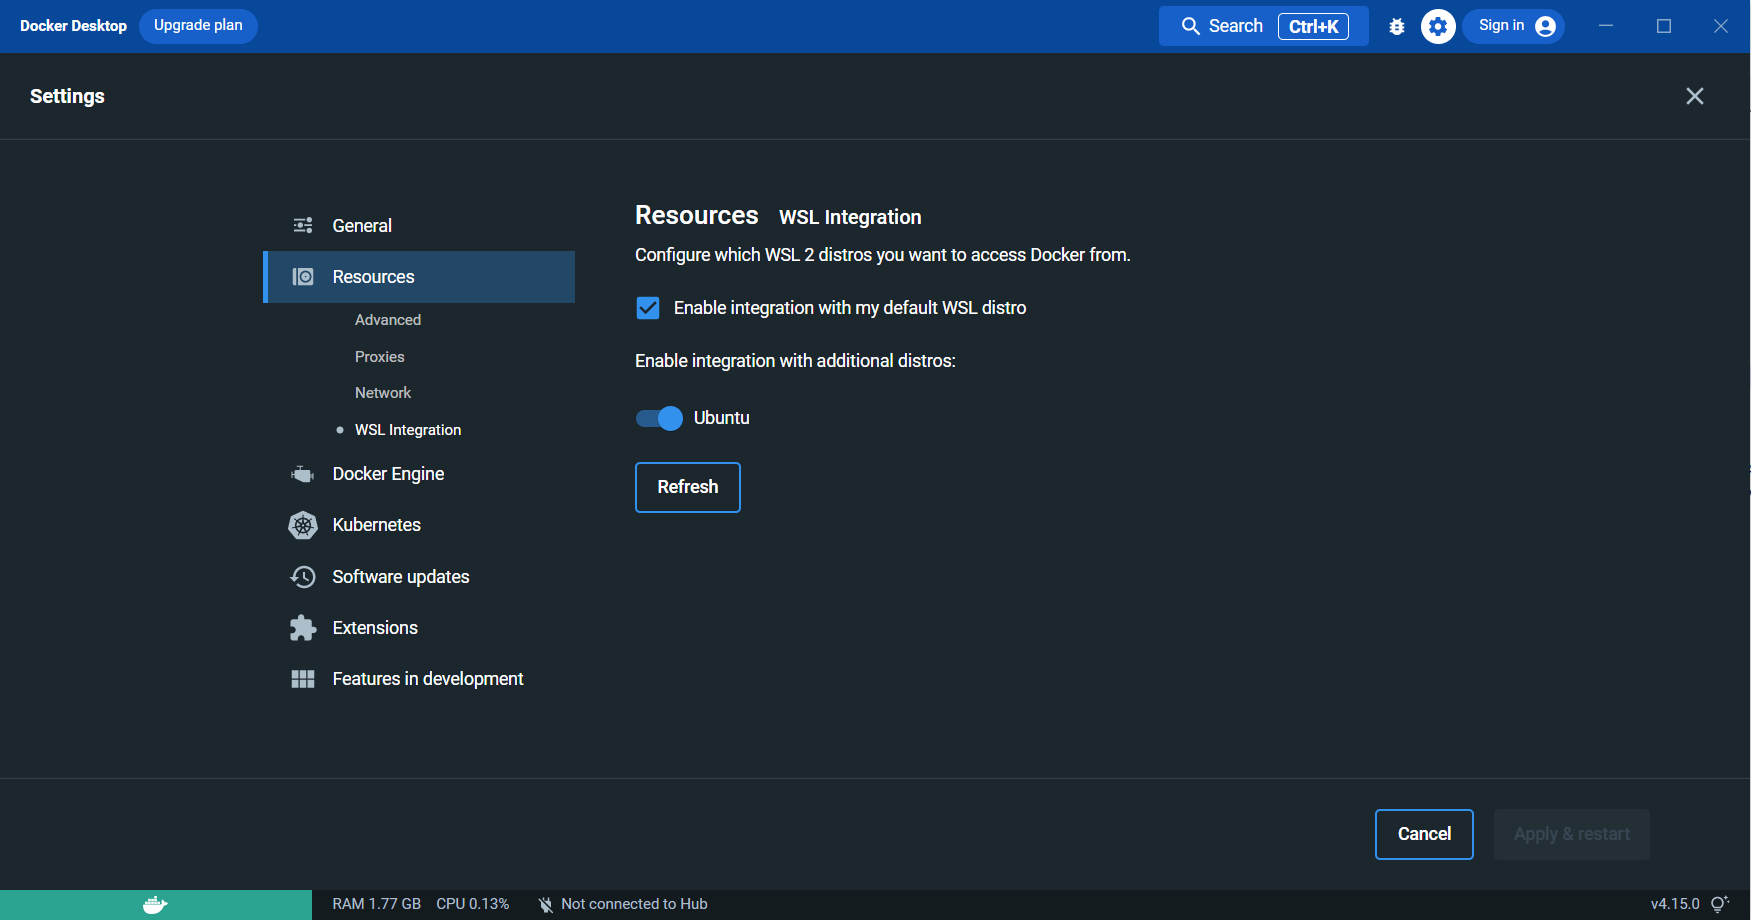 Docker Desktop Upgrade plan Search Ctrl+K Sign in
Settings
General
Resources
Advanced
Proxies
Network
WSL Integration
Docker Engine
Kubernetes
Software updates
Extensions
Features in development
Resources WSL Integration
Configure which WSL 2 distros you want to access Docker from.
Enable integration with my default WSL distro
Enable integration with additional distros:
Ubuntu
Refresh
Cancel Apply & restart
RAM 1.77 GB CPU 0.13% Not connected to Hub v4.15.0